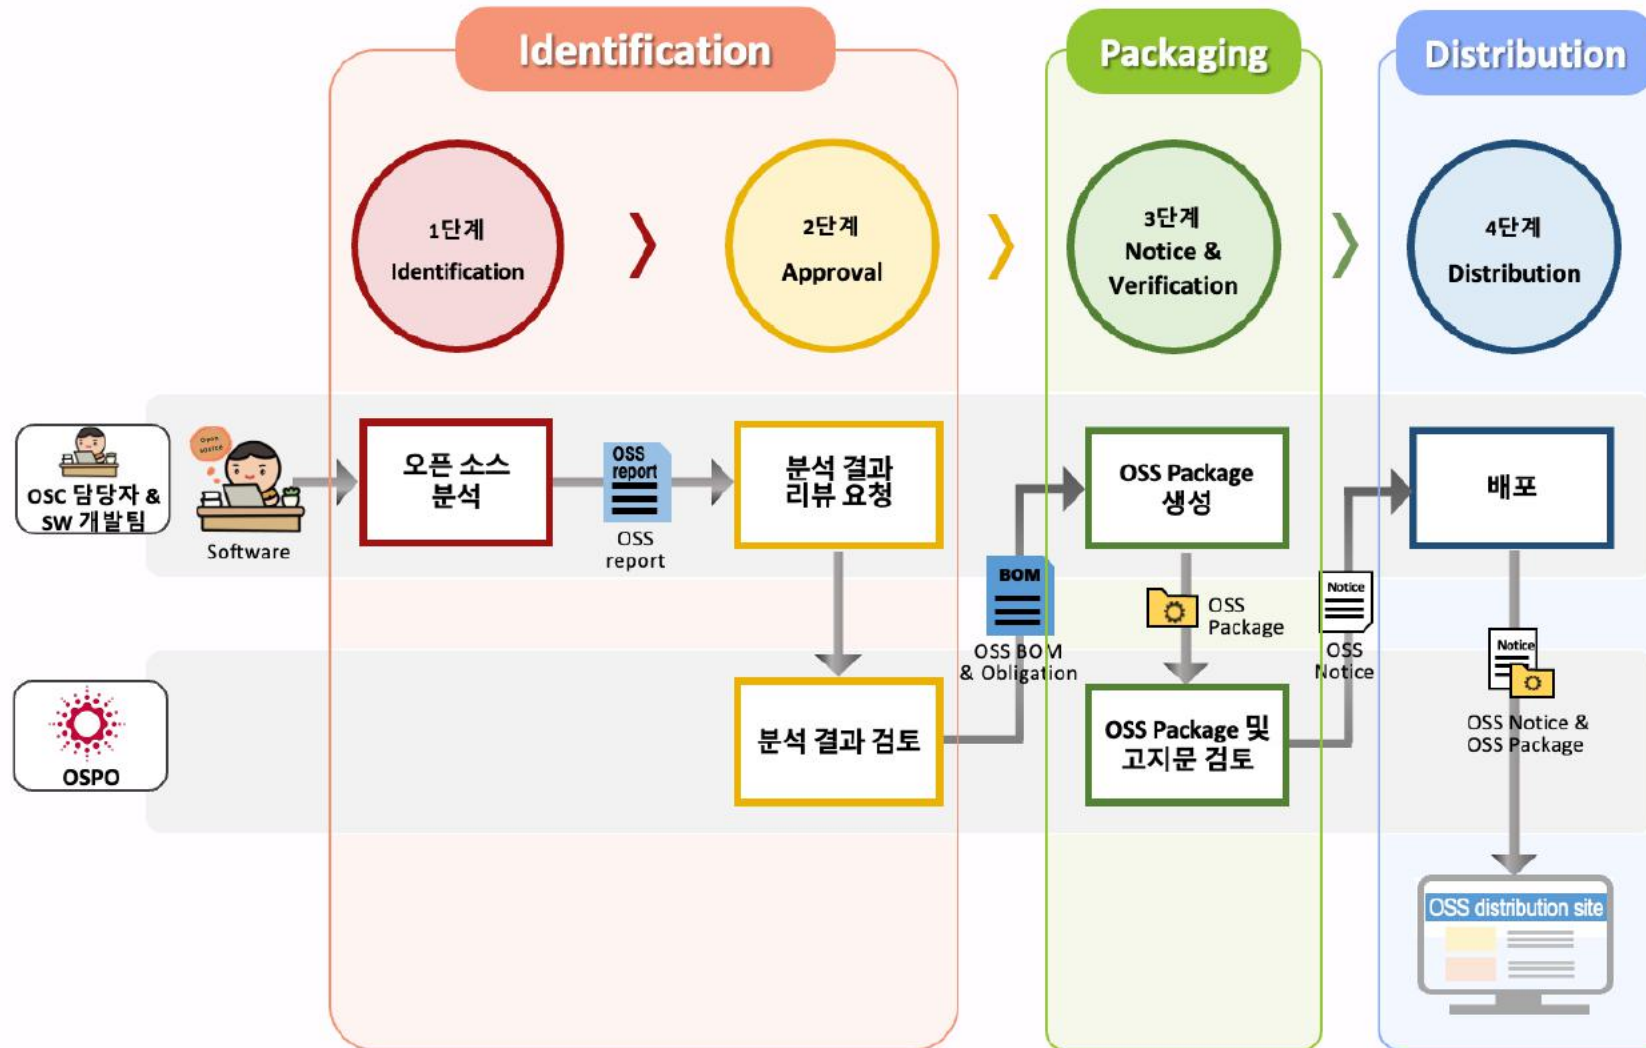 Identification
Packaging
Distribution
1단계
Identification
2단계
Approval
3단계
Notice &
Verification
4단계
Distribution
OSC 담당자 &
SW 개발팀
Open
source
Software
오픈 소스
분석
OSS
report
OSS
report
분석 결과
리뷰 요청
BOM
OSS BOM
& Obligation
OSS Package
생성
OSS
Package
Notice
OSS
Notice
배포
OSPO
분석 결과 검토
OSS Package 및
고지문 검토
Notice
OSS Notice &
OSS Package
OSS distribution site